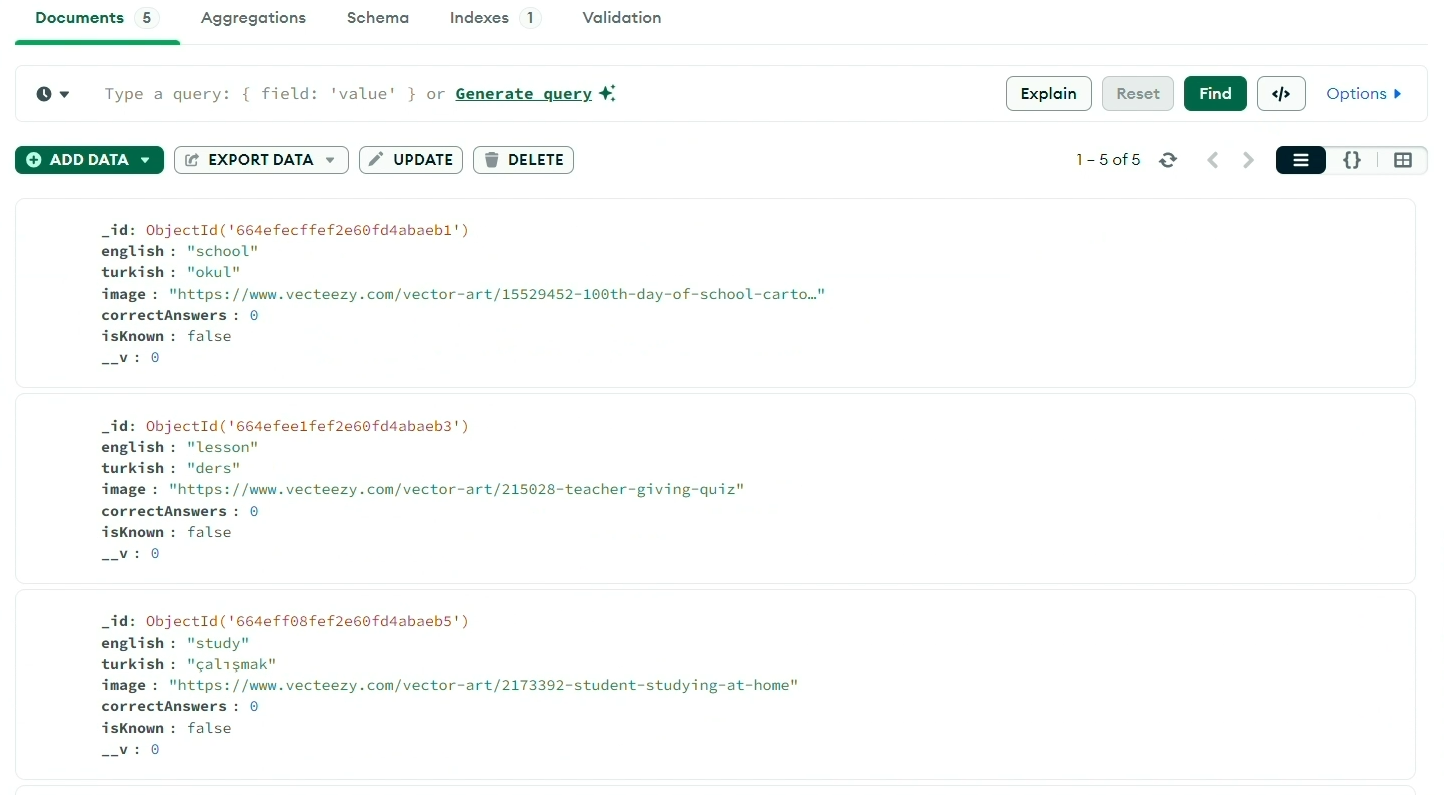 Documents 5 Aggregations Schema Indexes 1 Validation
Type a query: { field: 'value' } or Generate query Explain Reset Find </> Options
ADD DATA EXPORT DATA UPDATE DELETE 1 – 5 of 5 {}
_id: ObjectId('664efecffef2e60fd4abaeb1')
english : "school"
turkish : "okul"
image : "https://www.vecteezy.com/vector-art/15529452-100th-day-of-school-carto…"
correctAnswers : 0
isKnown : false
__v : 0
_id: ObjectId('664efee1fef2e60fd4abaeb3')
english : "lesson"
turkish : "ders"
image : "https://www.vecteezy.com/vector-art/215028-teacher-giving-quiz"
correctAnswers : 0
isKnown : false
__v : 0
_id: ObjectId('664eff08fef2e60fd4abaeb5')
english : "study"
turkish : "çalışmak"
image : "https://www.vecteezy.com/vector-art/2173392-student-studying-at-home"
correctAnswers : 0
isKnown : false
__v : 0